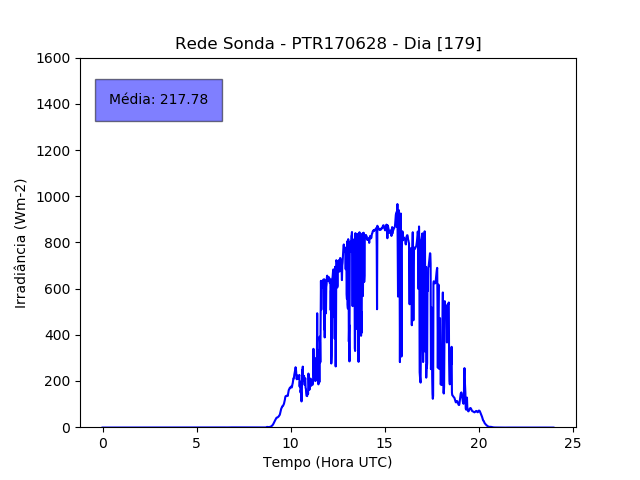 Rede Sonda - PTR170628 - Dia [179]
1600
1400
1200
1000
800
600
400
200
0
Média: 217.78
Irradiância (Wm-2)
0 5 10 15 20 25
Tempo (Hora UTC)